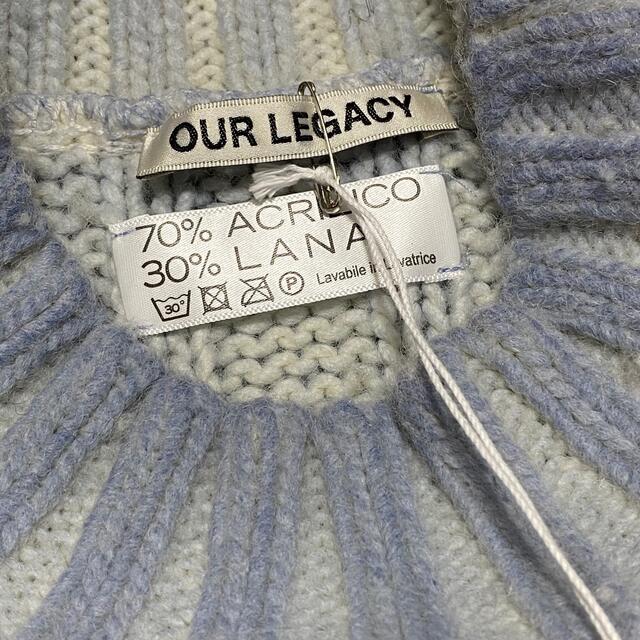 OUR LEGACY
70% ACRILICO
30% LANA
30° P Lavabile in Lavatrice